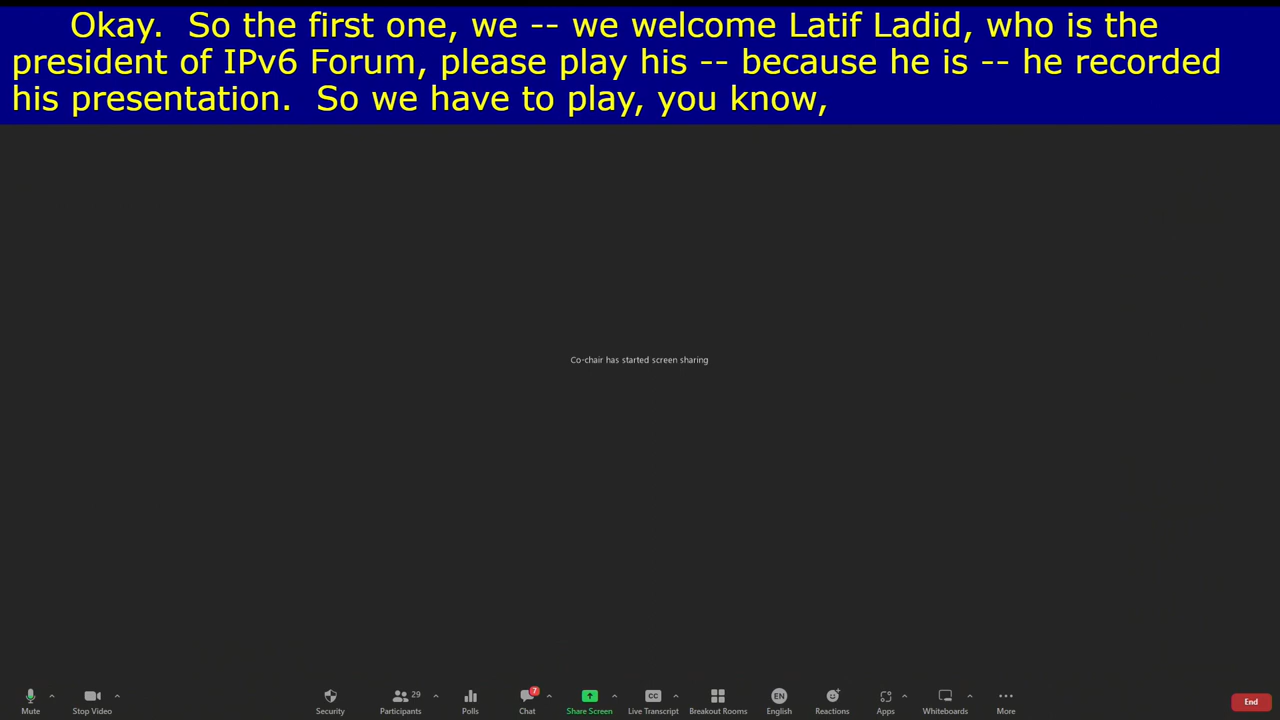 Okay.  So the first one, we -- we welcome Latif Ladid, who is the
president of IPv6 Forum, please play his -- because he is -- he recorded
his presentation.  So we have to play, you know,
Co-chair has started screen sharing
29
7
CC
EN
Mute
Stop Video
Security
Participants
Polls
Chat
Share Screen
Live Transcript
Breakout Rooms
English
Reactions
Apps
Whiteboards
More
End